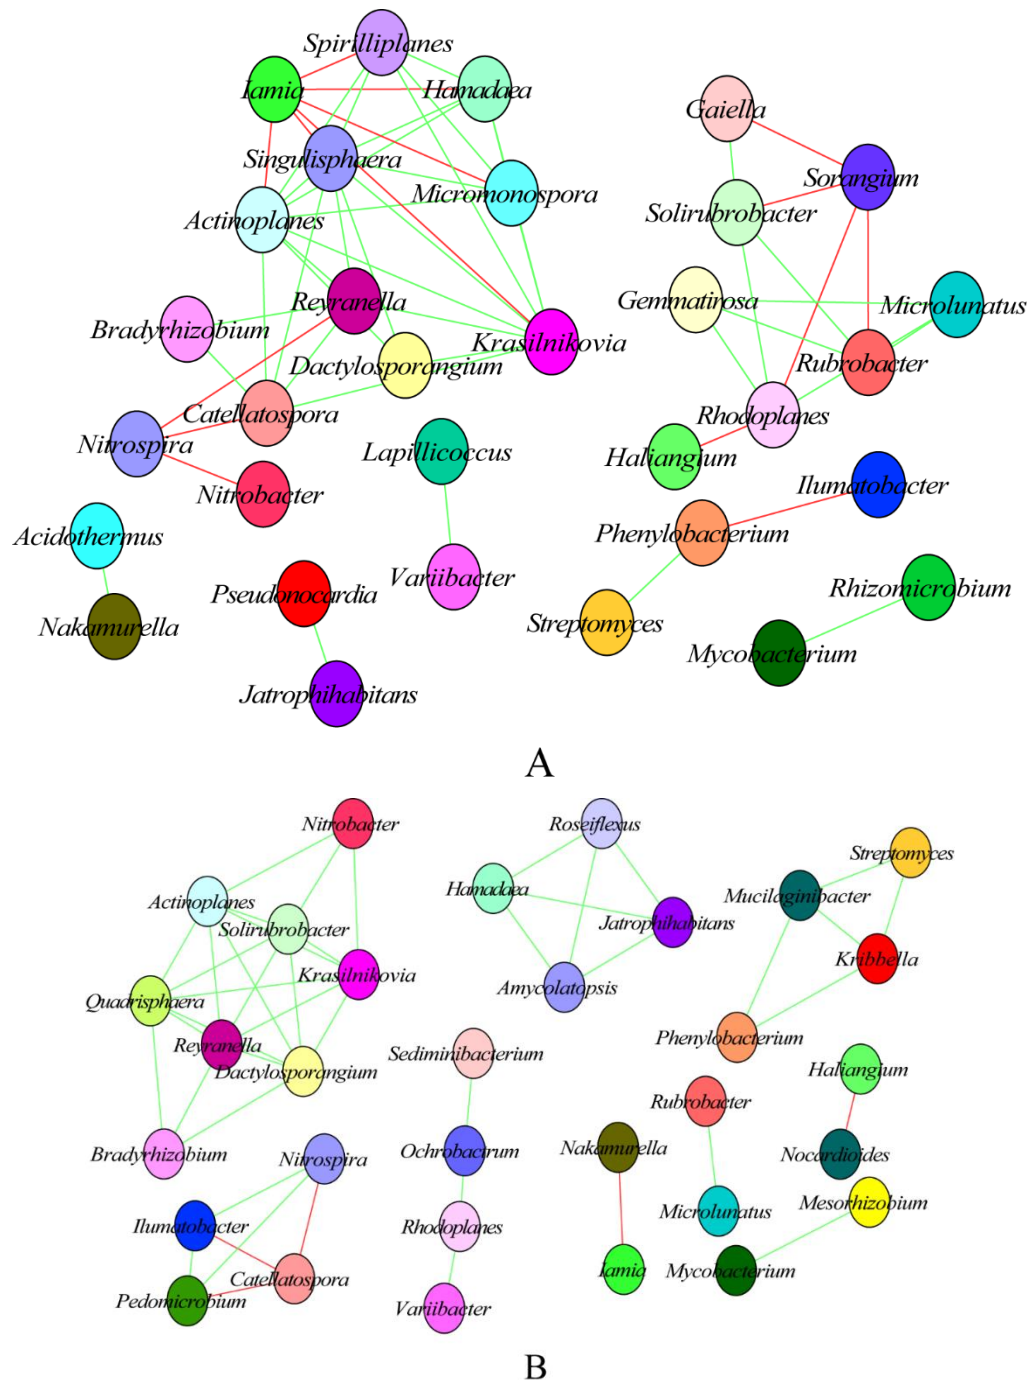 Spirilliplanes
Iamia
Hamadaea
Gaiella
Singulisphaera
Micromonospora
Sorangium
Actinoplanes
Solirubrobacter
Reyranella
Gemmatirosa
Microlunatus
Bradyrhizobium
Krasilnikovia
Dactylosporangium
Rubrobacter
Catellatospora
Rhodoplanes
Nitrospira
Lapillicoccus
Haliangium
Nitrobacter
Ilumatobacter
Acidothermus
Phenylobacterium
Variibacter
Pseudonocardia
Rhizomicrobium
Nakamurella
Streptomyces
Mycobacterium
Jatrophihabitans
A
Nitrobacter
Roseiflexus
Streptomyces
Hamadaea
Mucilaginibacter
Actinoplanes
Solirubrobacter
Jatrophihabitans
Kribbella
Krasilnikovia
Amycolatopsis
Quadrisphaera
Phenylobacterium
Reyranella
Sediminibacterium
Dactylosporangium
Haliangium
Rubrobacter
Bradyrhizobium
Nitrospira
Ochrobactrum
Nakamurella
Nocardioides
Mesorhizobium
Microlunatus
Ilumatobacter
Rhodoplanes
Catellatospora
Iamia
Mycobacterium
Pedomicrobium
Variibacter
B